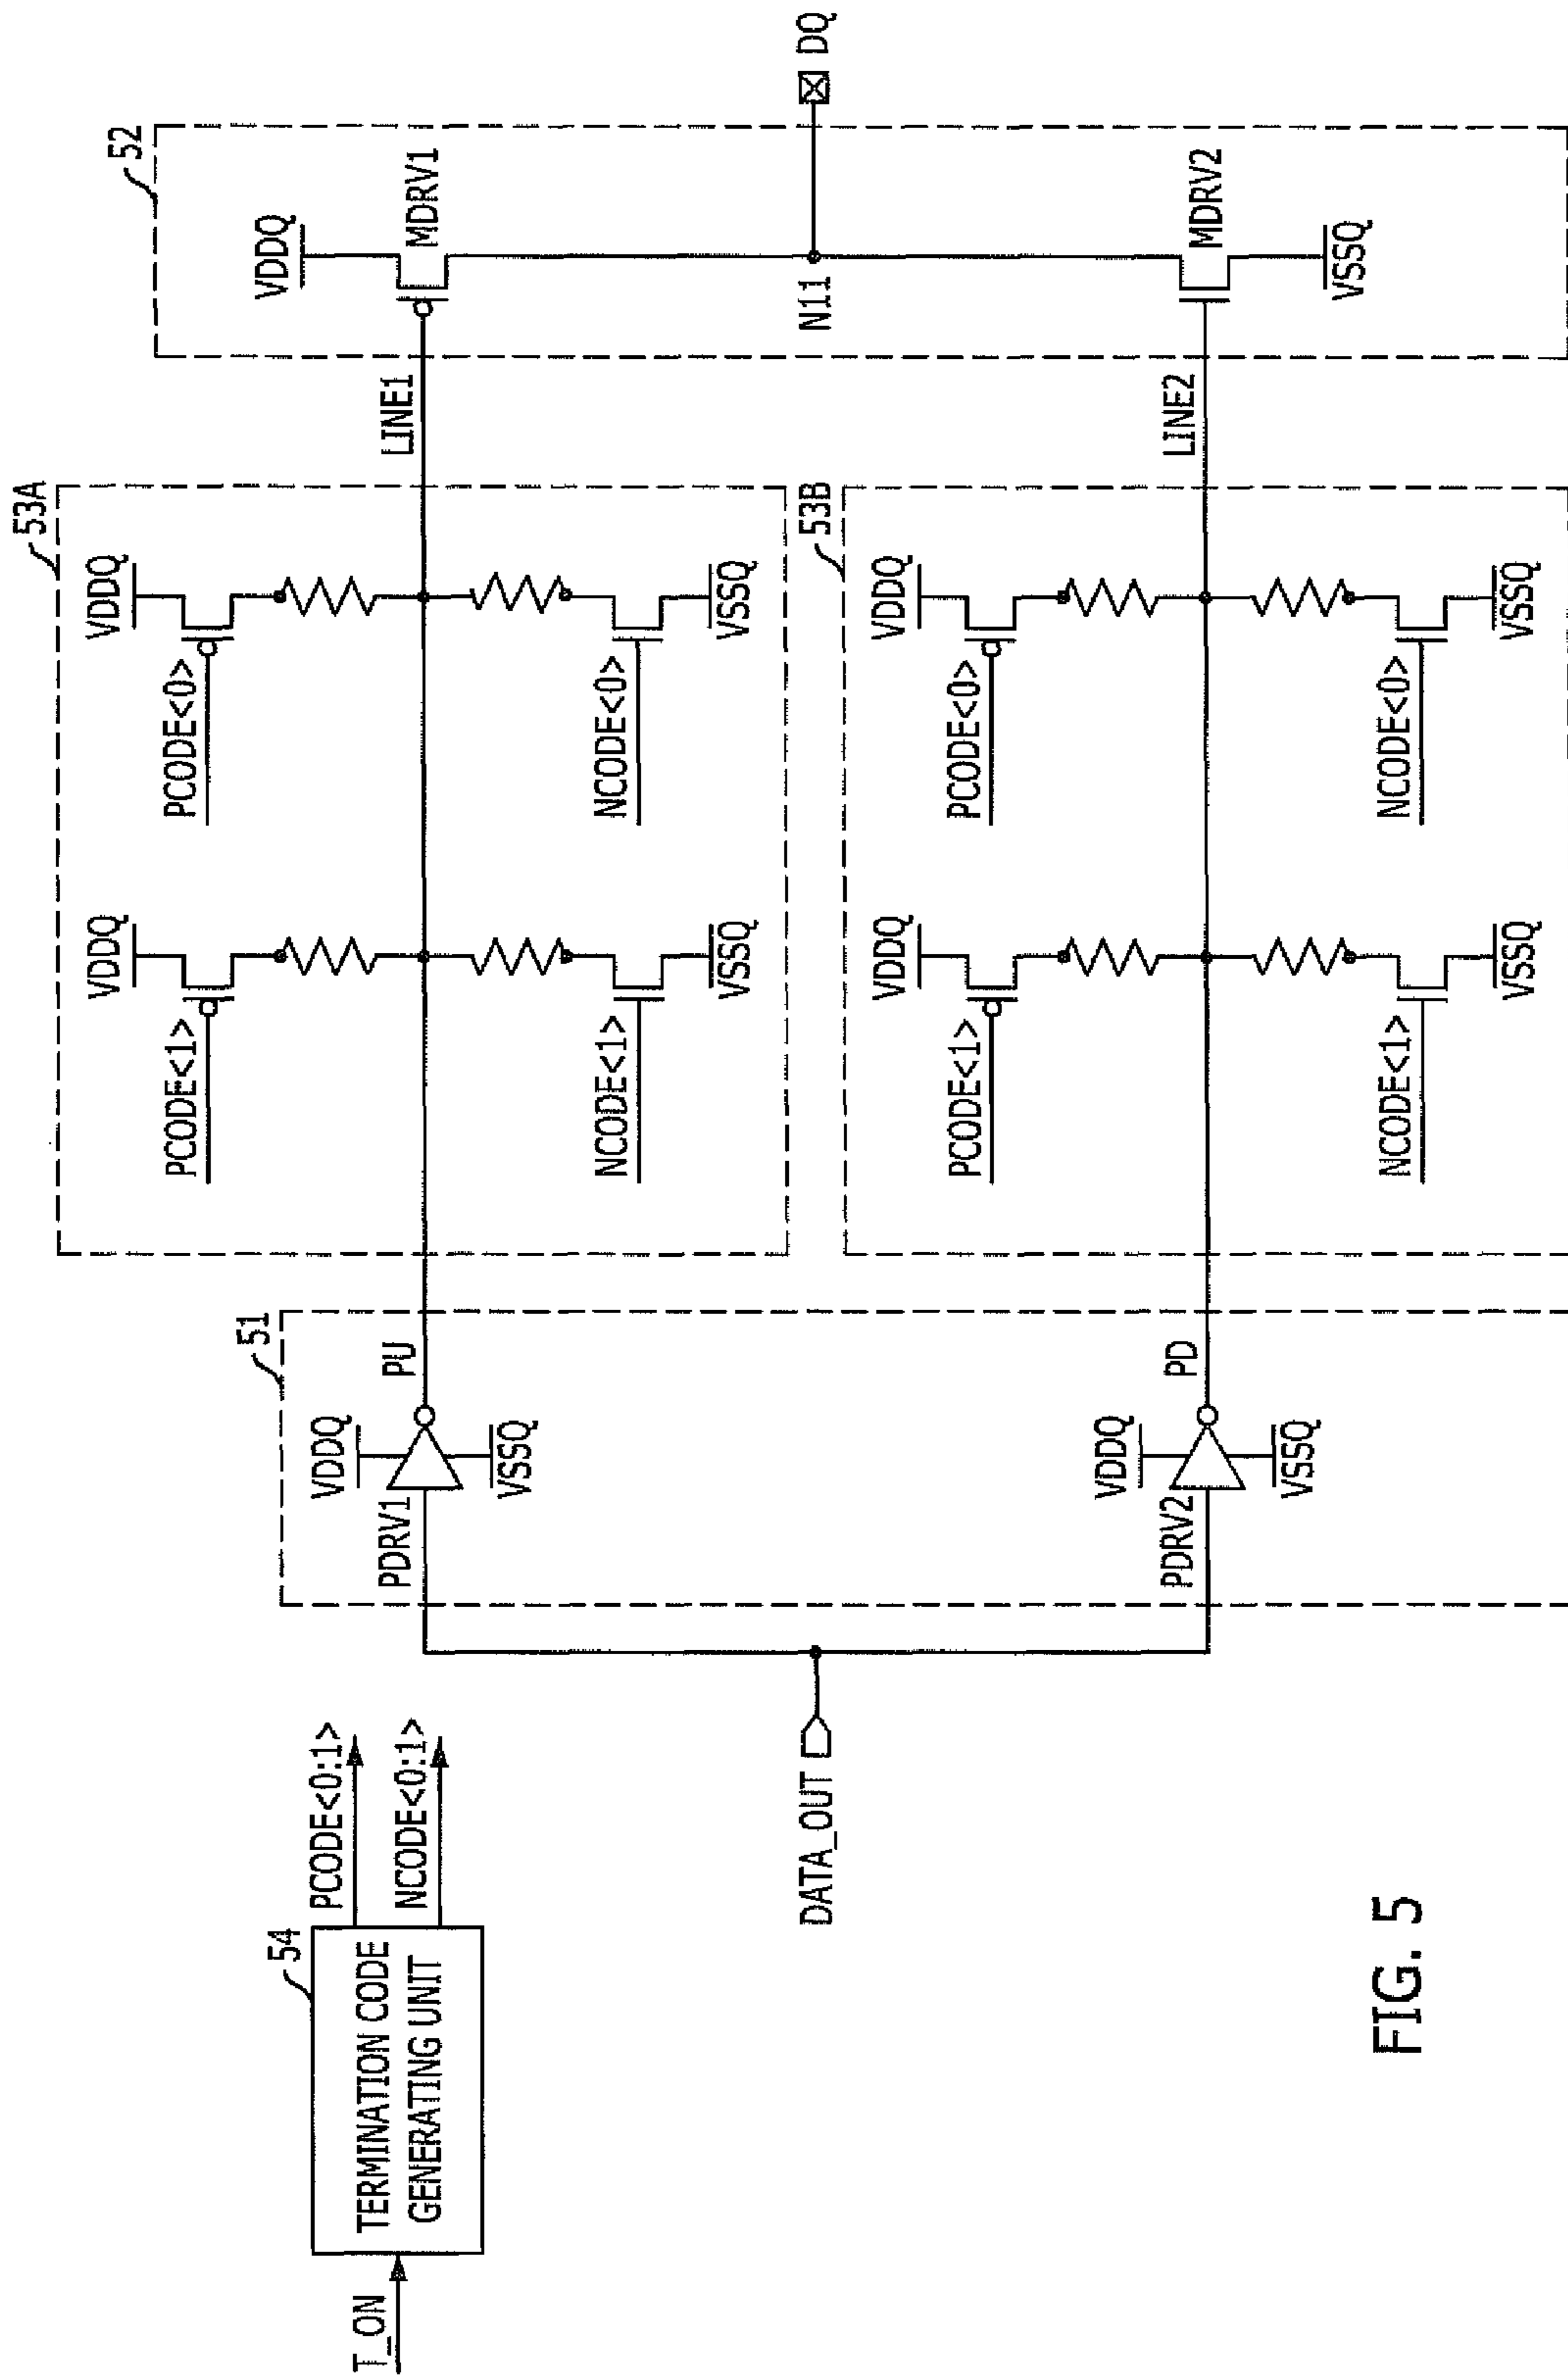 T_ON
54
TERMINATION CODE
GENERATING UNIT
PCODE<0:1>
NCODE<0:1>
DATA_OUT
51
VDDQ
PDRV1
PU
VSSQ
VDDQ
PDRV2
PD
VSSQ
53A
VDDQ
VDDQ
PCODE<1>
PCODE<0>
NCODE<1>
NCODE<0>
VSSQ
VSSQ
53B
VDDQ
VDDQ
PCODE<1>
PCODE<0>
NCODE<1>
NCODE<0>
VSSQ
VSSQ
LINE1
LINE2
52
VDDQ
MDRV1
N11
DQ
MDRV2
VSSQ
FIG. 5